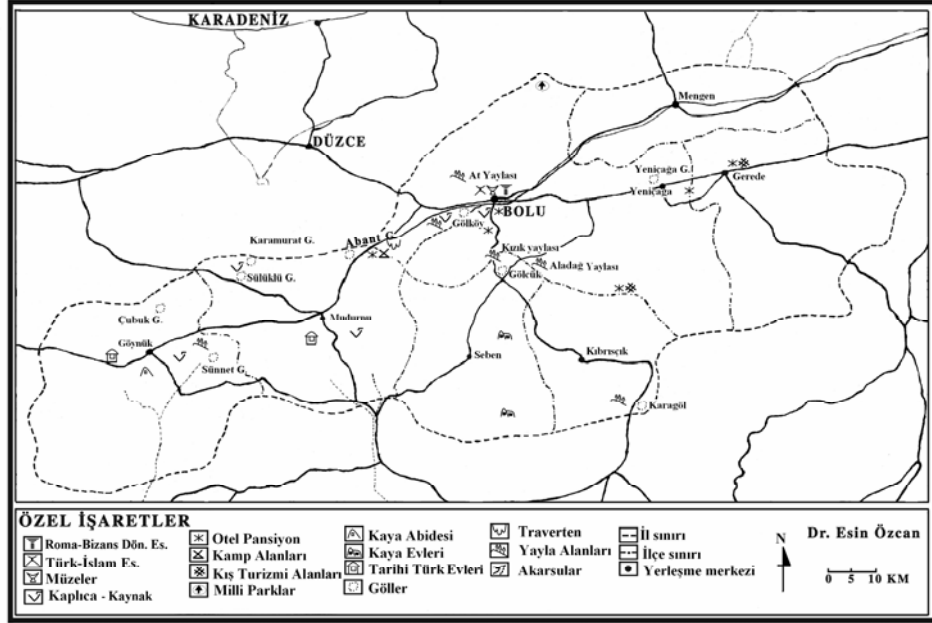 KARADENİZ
Mengen
DÜZCE
At Yaylası
Yeniçağa G.
Gerede
Yeniçağa
BOLU
Gölköy
Abant G.
Karamurat G.
Kızık yaylası
Aladağ Yaylası
Gölcük
Sülüklü G.
Çubuk G.
Mudurnu
Göynük
Seben
Kıbrısçık
Sünnet G.
Karagöl
ÖZEL İŞARETLER
Roma-Bizans Dön. Es.
Türk-İslam Es.
Müzeler
Kaplıca - Kaynak
Otel Pansiyon
Kamp Alanları
Kış Turizmi Alanları
Milli Parklar
Kaya Abidesi
Kaya Evleri
Tarihi Türk Evleri
Göller
Traverten
Yayla Alanları
Akarsular
İl sınırı
İlçe sınırı
Yerleşme merkezi
N
Dr. Esin Özcan
0 5 10 KM